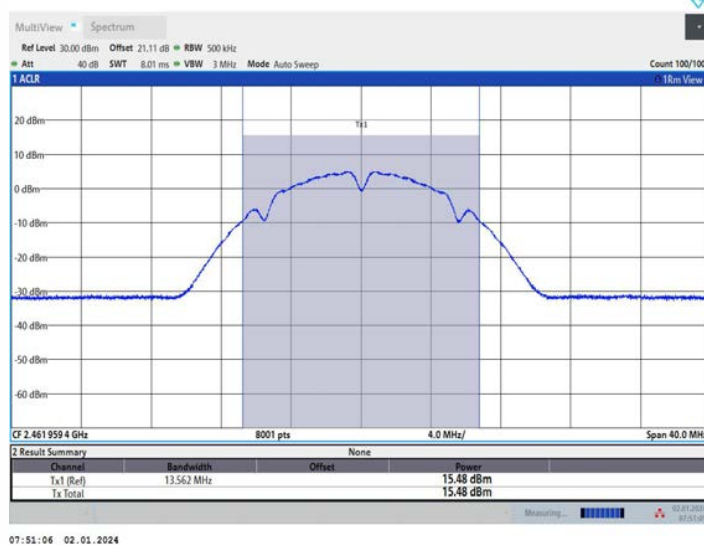 MultiView Spectrum
Ref Level 30.00 dBm Offset 21.11 dB RBW 500 kHz
Att 40 dB SWT 8.01 ms VBW 3 MHz Mode Auto Sweep Count 100/100
1 ACLR 1Rm View
Tx1
20 dBm
10 dBm
0 dBm
-10 dBm
-20 dBm
-30 dBm
-40 dBm
-50 dBm
-60 dBm
CF 2.461 959 4 GHz 8001 pts 4.0 MHz/ Span 40.0 MHz
2 Result Summary None
Channel Bandwidth Offset Power
Tx1 (Ref) 13.562 MHz 15.48 dBm
Tx Total 15.48 dBm
Measuring...
07:51:06 02.01.2024